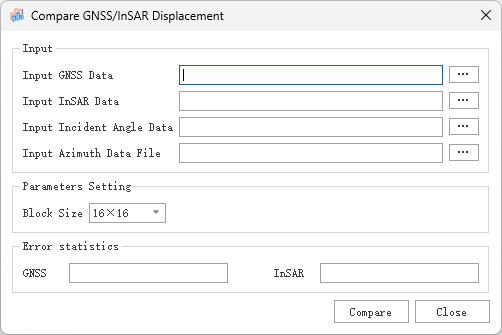 Compare GNSS/InSAR Displacement
Input
Input GNSS Data
...
Input InSAR Data
...
Input Incident Angle Data
...
Input Azimuth Data File
...
Parameters Setting
Block Size 16×16
Error statistics
GNSS InSAR
Compare Close